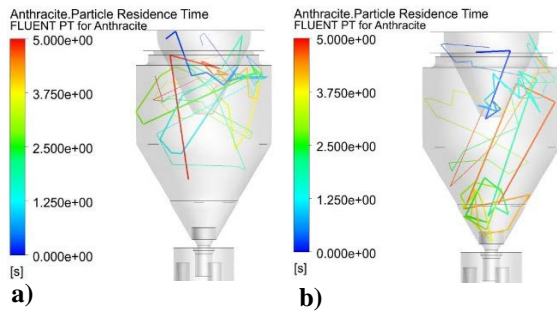 Anthracite.Particle Residence Time
FLUENT PT for Anthracite
5.000e+00
3.750e+00
2.500e+00
1.250e+00
0.000e+00
[s]
a)
Anthracite.Particle Residence Time
FLUENT PT for Anthracite
5.000e+00
3.750e+00
2.500e+00
1.250e+00
0.000e+00
[s]
b)